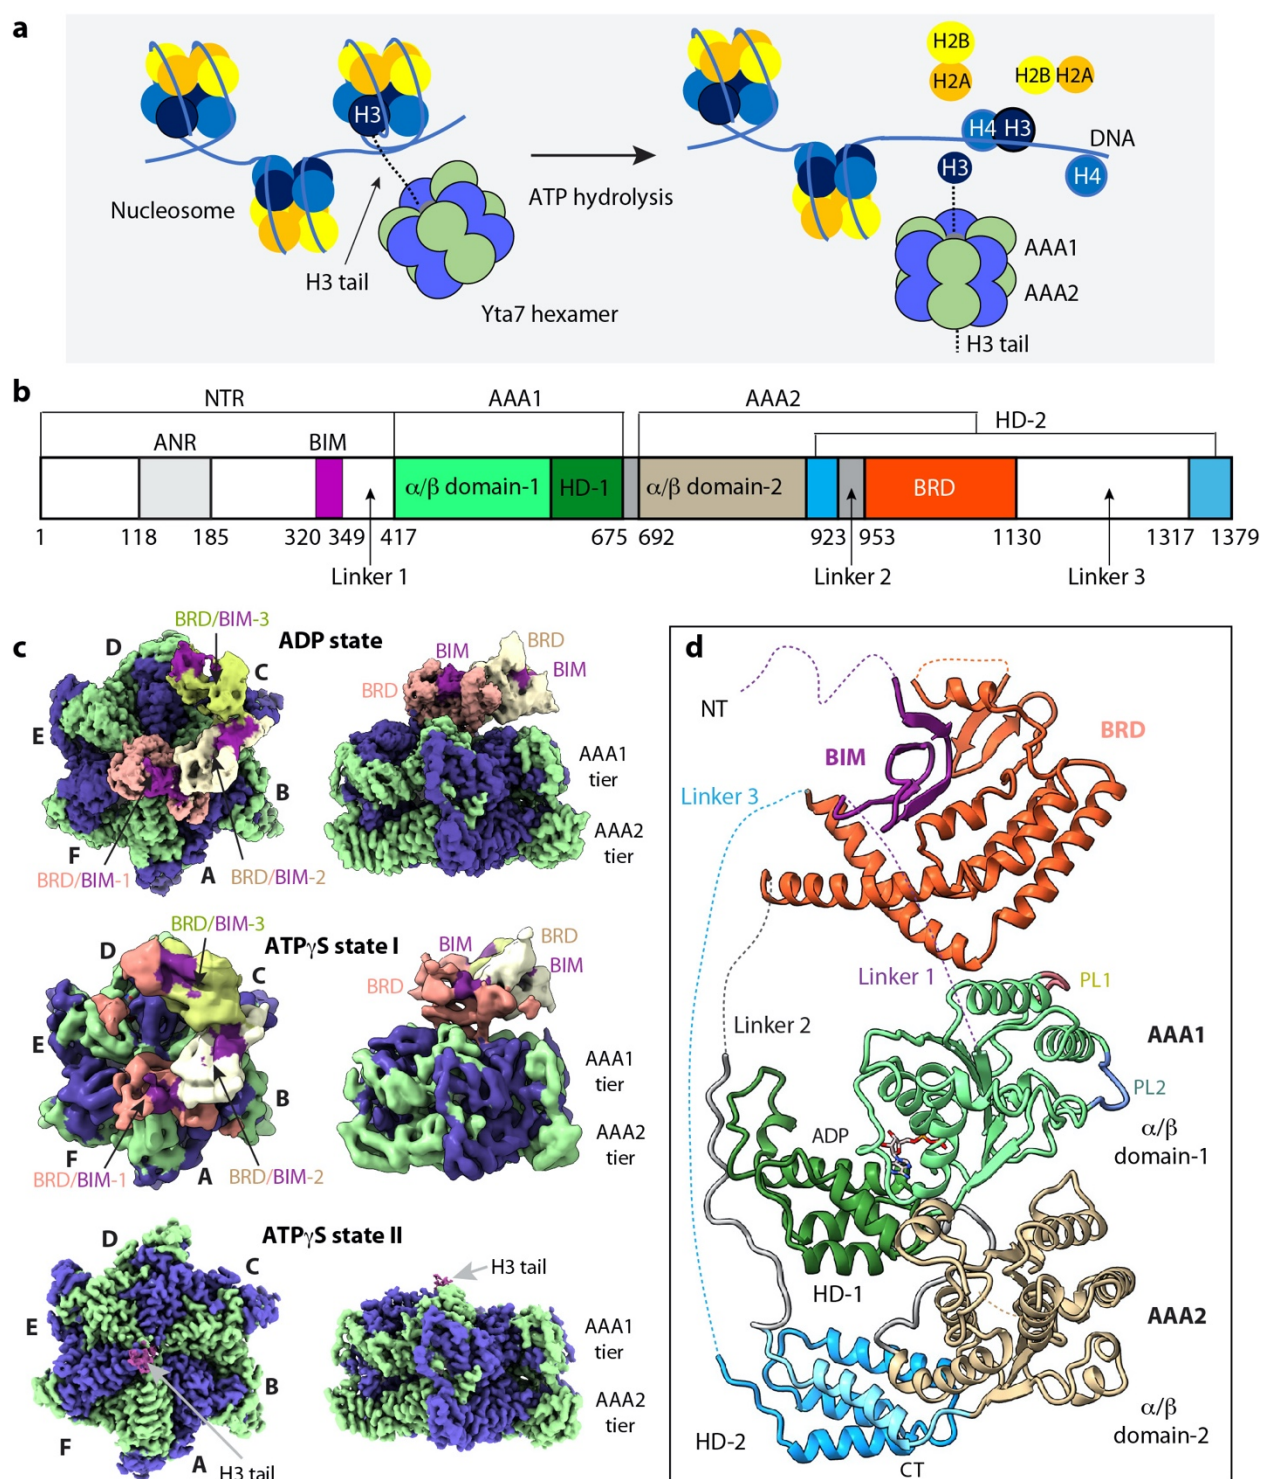 a
H2B
H2A
H2B H2A
H3
H4 H3
DNA
H3
H4
Nucleosome
ATP hydrolysis
H3 tail
Yta7 hexamer
AAA1
AAA2
H3 tail
b
NTR
AAA1
AAA2
HD-2
ANR
BIM
α/β domain-1
HD-1
α/β domain-2
BRD
1
118
185
320
349
417
675
692
923
953
1130
1317
1379
Linker 1
Linker 2
Linker 3
c
BRD/BIM-3
ADP state
D
C
E
B
F
A
BRD/BIM-1
BRD/BIM-2
BRD
BIM
BIM
BRD
AAA1
tier
AAA2
tier
BRD/BIM-3
ATPγS state I
D
C
E
B
F
A
BRD/BIM-1
BRD/BIM-2
BRD
BIM
BIM
BRD
AAA1
tier
AAA2
tier
ATPγS state II
D
C
E
B
F
A
H3 tail
H3 tail
AAA1
tier
AAA2
tier
d
NT
BIM
BRD
Linker 3
Linker 1
PL1
Linker 2
AAA1
PL2
ADP
α/β
domain-1
HD-1
AAA2
α/β
domain-2
HD-2
CT